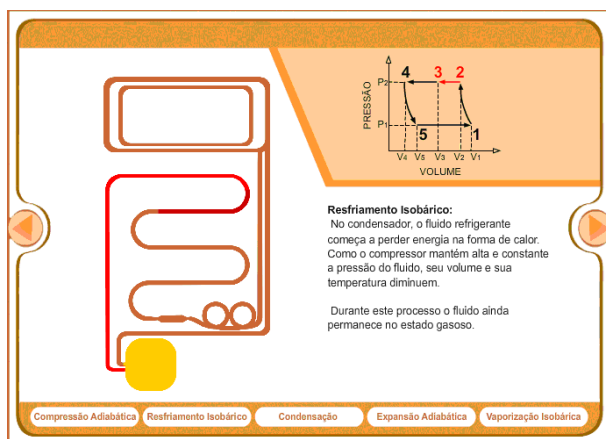 PRESSÃO
P2
P1
4
3
2
5
1
V4 V5 V3 V2 V1
VOLUME
Resfriamento Isobárico:
No condensador, o fluido refrigerante
começa a perder energia na forma de calor.
Como o compressor mantém alta e constante
a pressão do fluido, seu volume e sua
temperatura diminuem.
Durante este processo o fluido ainda
permanece no estado gasoso.
Compressão Adiabática
Resfriamento Isobárico
Condensação
Expansão Adiabática
Vaporização Isobárica